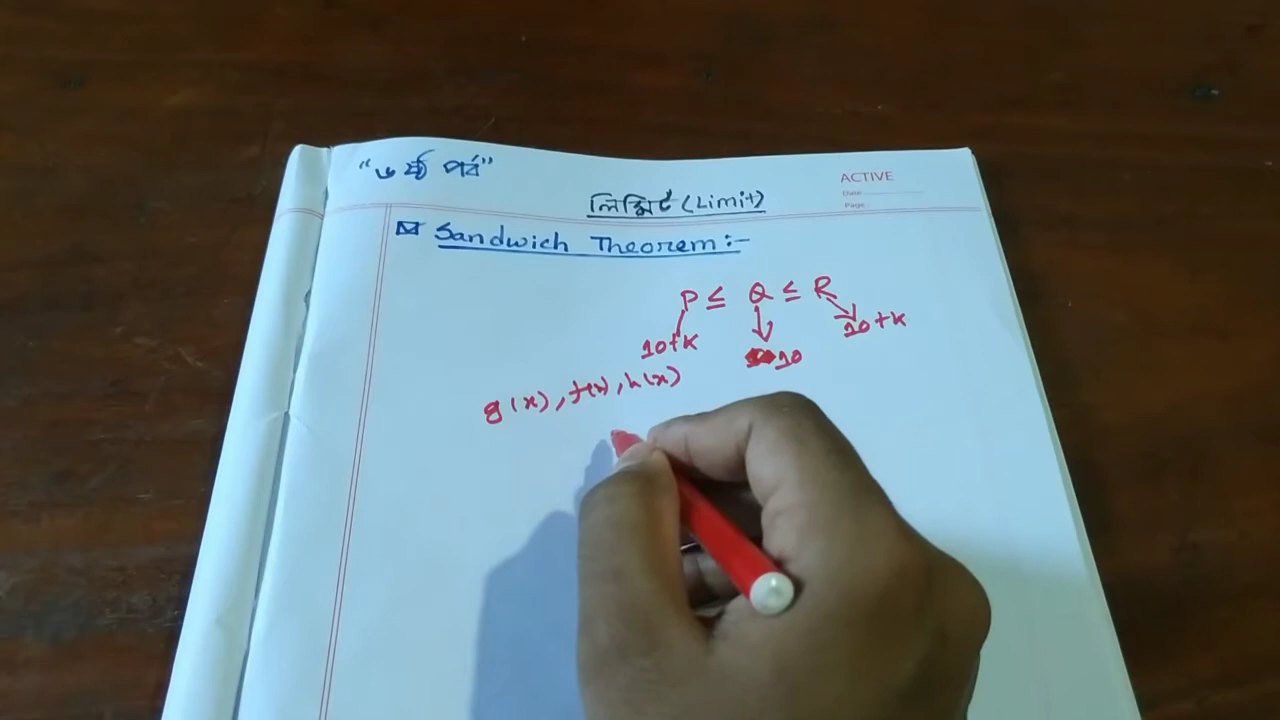 “৬ষ্ঠ পর্ব”
ACTIVE
Date
Page
লিমিট (Limit)
Sandwich Theorem :-
P ≤ Q ≤ R
10+K 10 10+K
g(x), f(x), h(x)